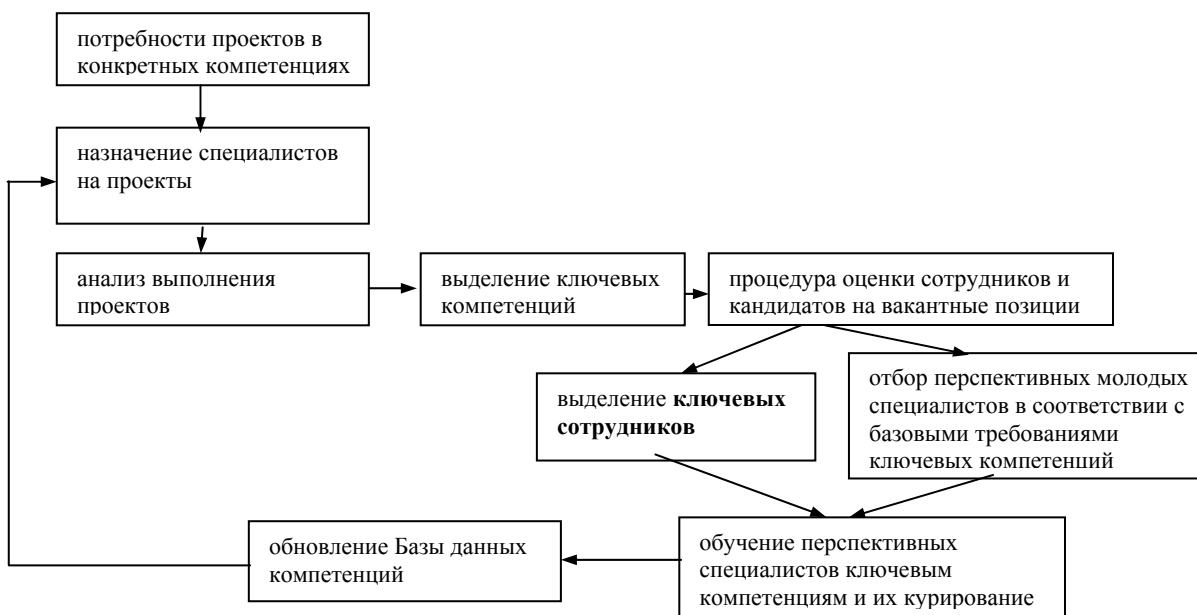 потребности проектов в
конкретных компетенциях
назначение специалистов
на проекты
анализ выполнения
проектов
выделение ключевых
компетенций
процедура оценки сотрудников и
кандидатов на вакантные позиции
выделение ключевых
сотрудников
отбор перспективных молодых
специалистов в соответствии с
базовыми требованиями
ключевых компетенций
обновление Базы данных
компетенций
обучение перспективных
специалистов ключевым
компетенциям и их курирование